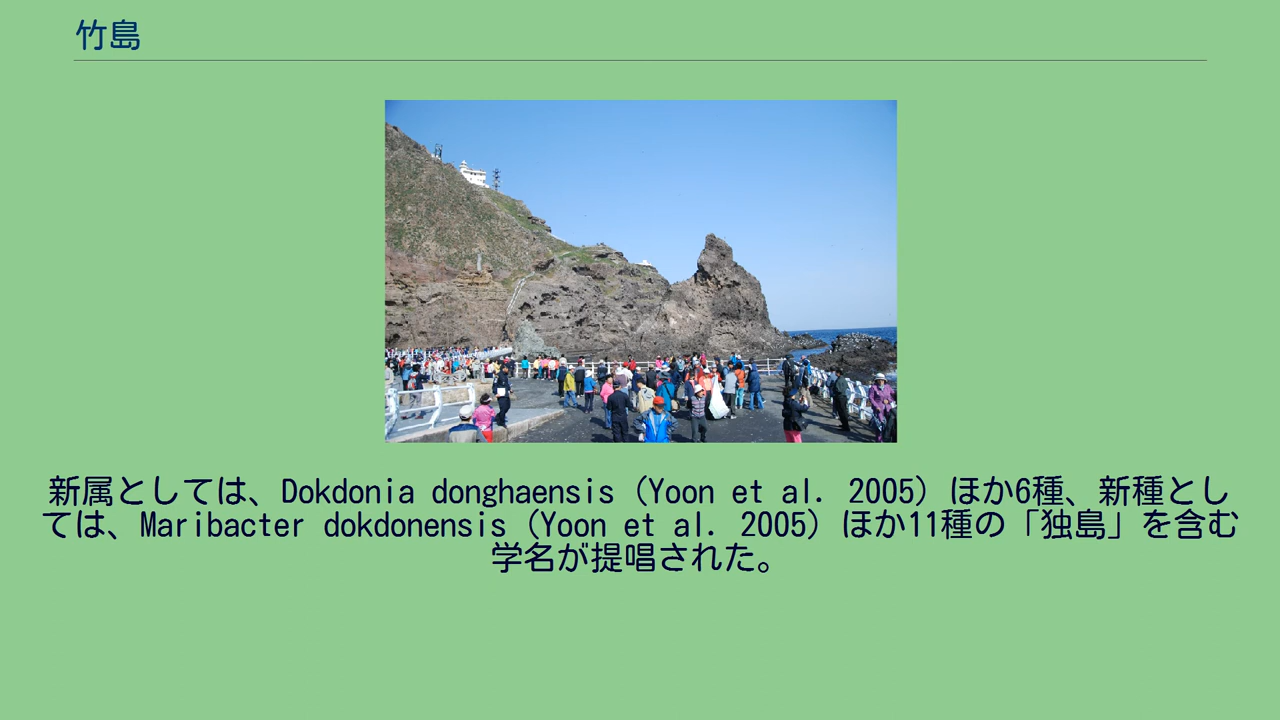 竹島
新属としては、Dokdonia donghaensis（Yoon et al. 2005）ほか6種、新種とし
ては、Maribacter dokdonensis（Yoon et al. 2005）ほか11種の「独島」を含む
学名が提唱された。